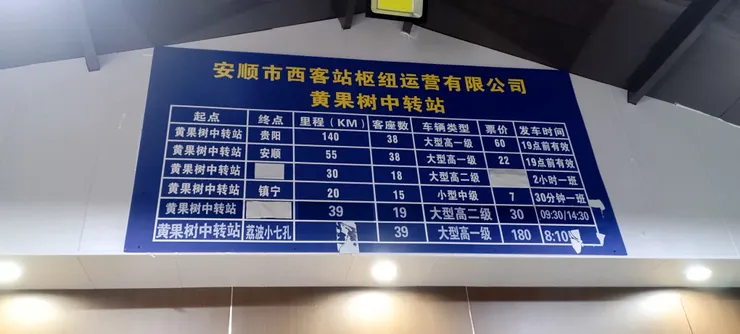 安顺市西客站枢纽运营有限公司
黄果树中转站
起点 终点 里程（KM） 客座数 车辆类型 票价 发车时间
黄果树中转站 贵阳 140 38 大型高一级 60 19点前有效
黄果树中转站 安顺 55 38 大型高一级 22 19点前有效
黄果树中转站 30 18 大型高二级 2小时一班
黄果树中转站 镇宁 20 15 小型中级 7 30分钟一班
黄果树中转站 39 19 大型高二级 30 09:30/14:30
黄果树中转站 荔波小七孔 39 大型高一级 180 8:10